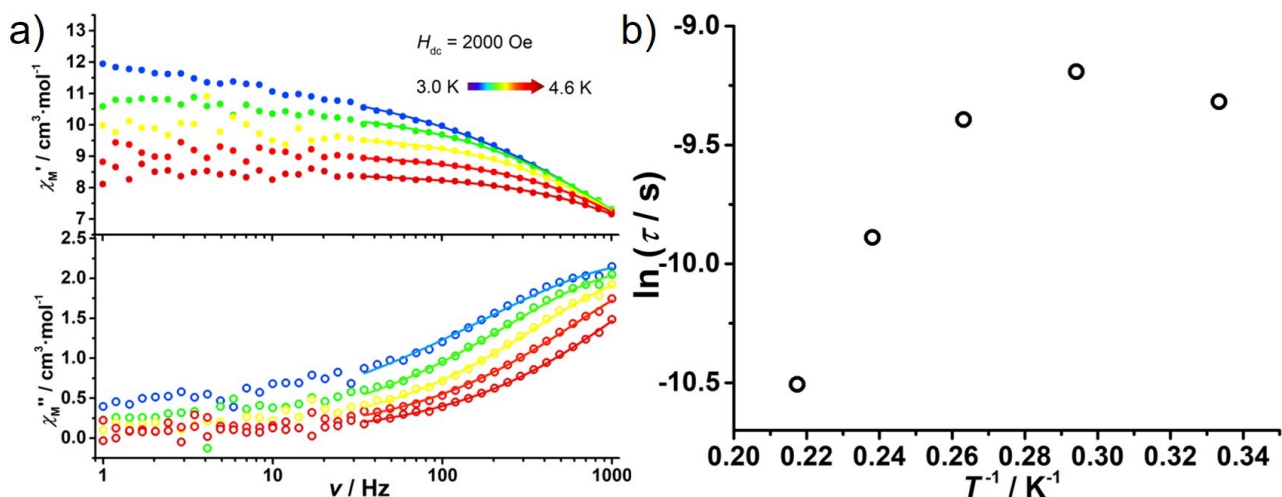 a)
13
12
11
10
9
8
7
χM' / cm³·mol⁻¹
Hdc = 2000 Oe
3.0 K 4.6 K
2.5
2.0
1.5
1.0
0.5
0.0
χM'' / cm³·mol⁻¹
1 10 100 1000
ν / Hz
b)
-9.0
-9.5
-10.0
-10.5
ln (τ / s)
0.20 0.22 0.24 0.26 0.28 0.30 0.32 0.34
T⁻¹ / K⁻¹